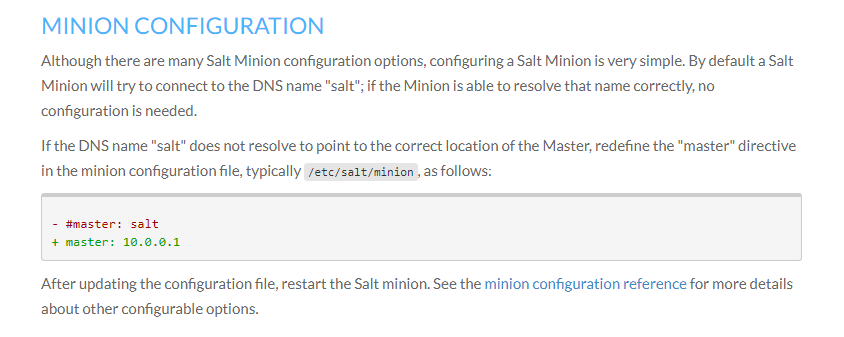 MINION CONFIGURATION
Although there are many Salt Minion configuration options, configuring a Salt Minion is very simple. By default a Salt
Minion will try to connect to the DNS name "salt"; if the Minion is able to resolve that name correctly, no
configuration is needed.
If the DNS name "salt" does not resolve to point to the correct location of the Master, redefine the "master" directive
in the minion configuration file, typically /etc/salt/minion, as follows:
- #master: salt
+ master: 10.0.0.1
After updating the configuration file, restart the Salt minion. See the minion configuration reference for more details
about other configurable options.